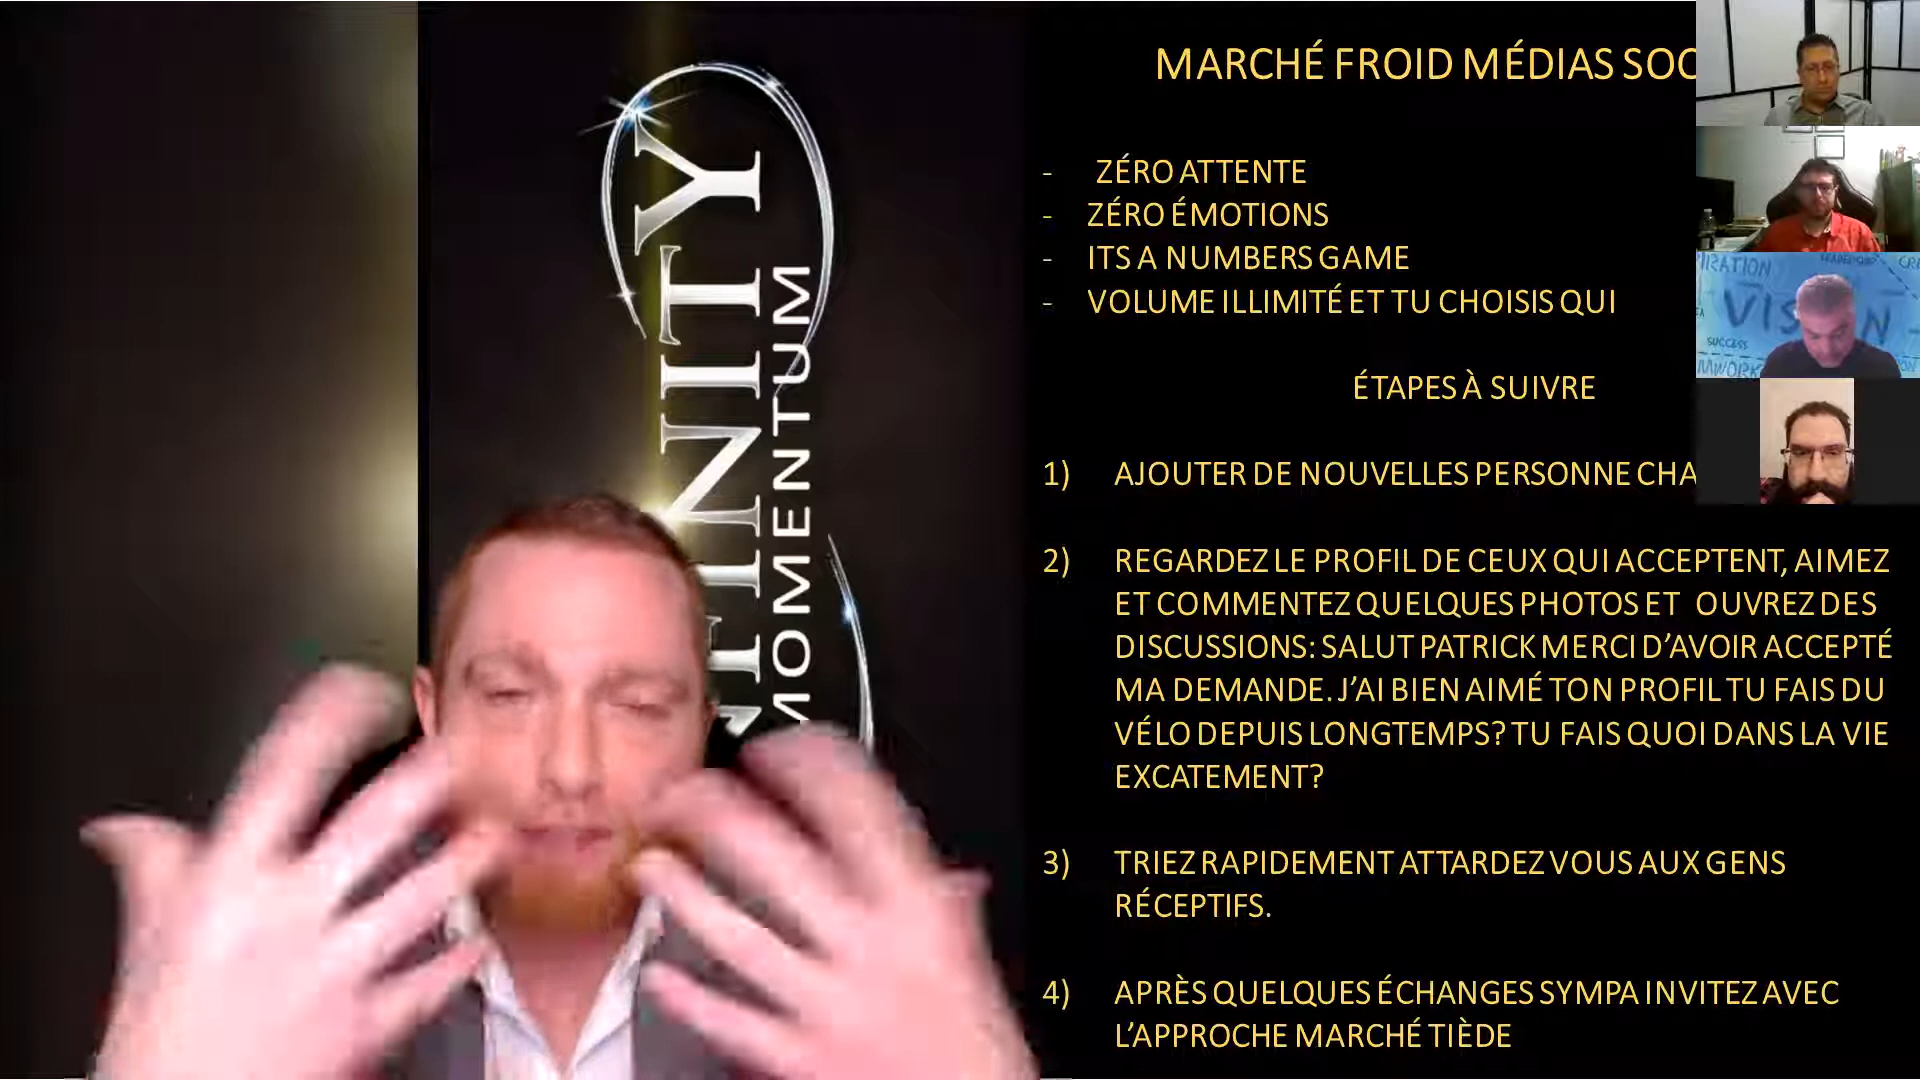 MARCHÉ FROID MÉDIAS SOC
- ZÉRO ATTENTE
- ZÉRO ÉMOTIONS
- ITS A NUMBERS GAME
- VOLUME ILLIMITÉ ET TU CHOISIS QUI
ÉTAPES À SUIVRE
1) AJOUTER DE NOUVELLES PERSONNE CHA
2) REGARDEZ LE PROFIL DE CEUX QUI ACCEPTENT, AIMEZ
ET COMMENTEZ QUELQUES PHOTOS ET OUVREZ DES
DISCUSSIONS: SALUT PATRICK MERCI D’AVOIR ACCEPTÉ
MA DEMANDE. J’AI BIEN AIMÉ TON PROFIL TU FAIS DU
VÉLO DEPUIS LONGTEMPS? TU FAIS QUOI DANS LA VIE
EXCATEMENT?
3) TRIEZ RAPIDEMENT ATTARDEZ VOUS AUX GENS
RÉCEPTIFS.
4) APRÈS QUELQUES ÉCHANGES SYMPA INVITEZ AVEC
L’APPROCHE MARCHÉ TIÈDE
FINITY
MOMENTUM
VIS N
SUCCESS
MWORK